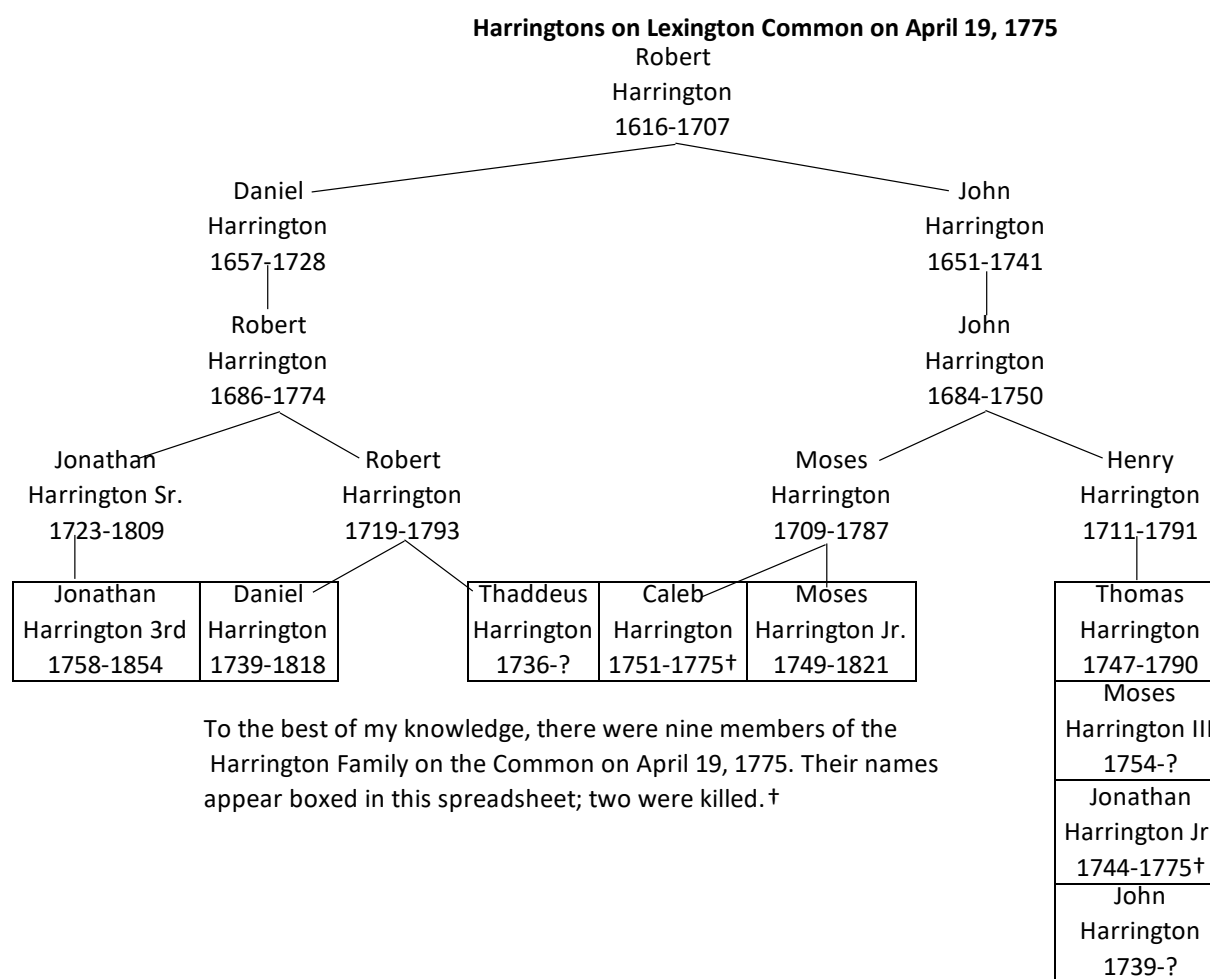 Harringtons on Lexington Common on April 19, 1775
Robert
Harrington
1616-1707
Daniel
Harrington
1657-1728
John
Harrington
1651-1741
Robert
Harrington
1686-1774
John
Harrington
1684-1750
Jonathan
Harrington Sr.
1723-1809
Robert
Harrington
1719-1793
Moses
Harrington
1709-1787
Henry
Harrington
1711-1791
Jonathan
Harrington 3rd
1758-1854
Daniel
Harrington
1739-1818
Thaddeus
Harrington
1736-?
Caleb
Harrington
1751-1775†
Moses
Harrington Jr.
1749-1821
Thomas
Harrington
1747-1790
Moses
Harrington III
1754-?
Jonathan
Harrington Jr
1744-1775†
John
Harrington
1739-?
To the best of my knowledge, there were nine members of the
Harrington Family on the Common on April 19, 1775. Their names
appear boxed in this spreadsheet; two were killed.†